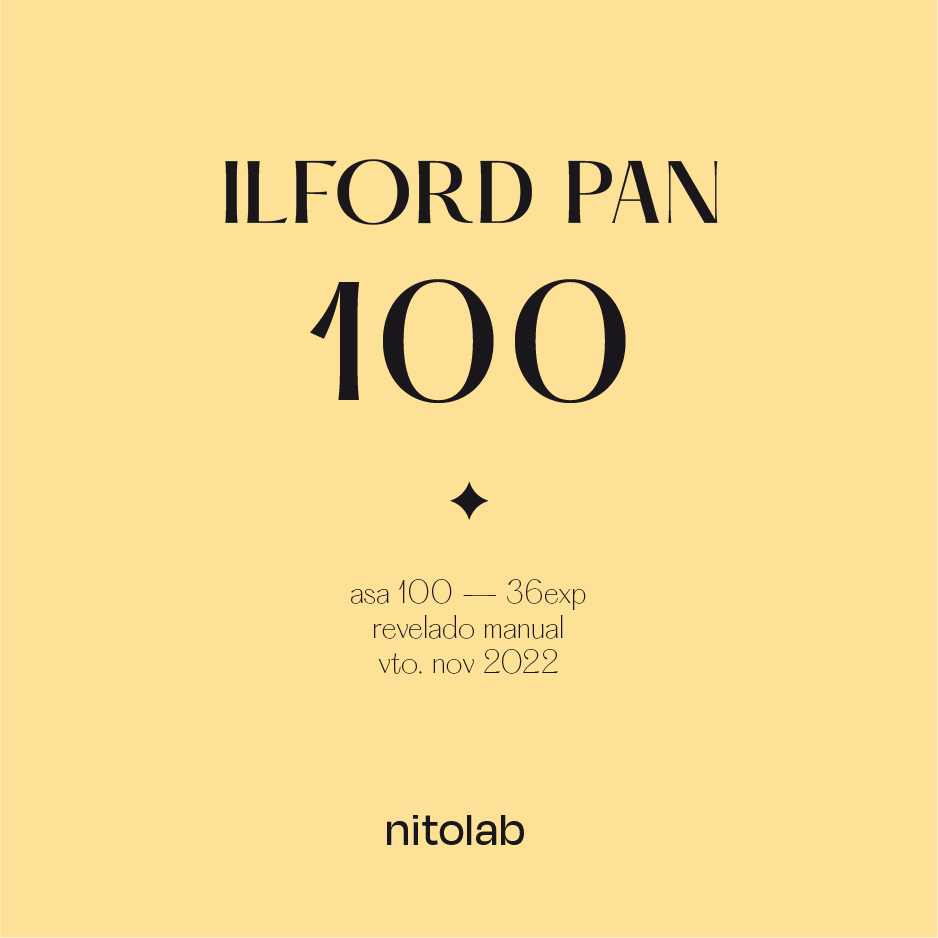 ILFORD PAN
100
asa 100 — 36exp
revelado manual
vto. nov 2022
nitolab